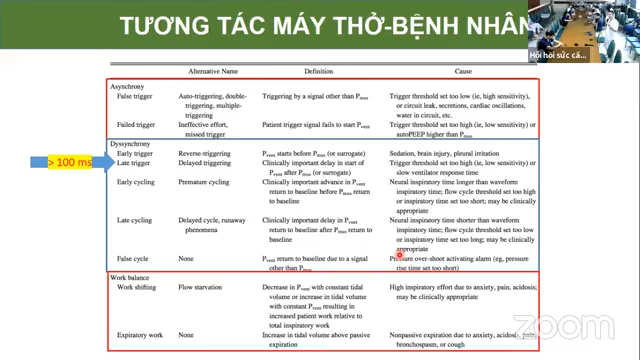 TƯƠNG TÁC MÁY THỞ-BỆNH NHÂN
Hội hồi sức cấ...
Alternative Name Definition Cause
Asynchrony
False trigger Auto-triggering, double- Triggering by a signal other than Pmus Trigger threshold set too low (ie, high sensitivity),
triggering, multiple- or circuit leak, secretions, cardiac oscillations,
triggering water in circuit, etc.
Failed trigger Ineffective effort, Patient trigger signal fails to start Pvent Trigger threshold set too high (ie, low sensitivity) or
missed trigger autoPEEP higher than Pmus
Dyssynchrony
Early trigger Reverse-triggering Pvent starts before Pmus (or surrogate) Sedation, brain injury, pleural irritation
> 100 ms
Late trigger Delayed triggering Clinically important delay in start of Trigger threshold set too high (ie, low sensitivity) or
Pvent after Pmus (or surrogate) slow ventilator response time
Early cycling Premature cycling Clinically important advance in Pvent Neural inspiratory time longer than waveform
return to baseline before Pmus return inspiratory time; flow cycle threshold set too high
to baseline or inspiratory time set too short; may be clinically
appropriate
Late cycling Delayed cycle, runaway Clinically important delay in Pvent Neural inspiratory time shorter than waveform
phenomena return to baseline after Pmus return to inspiratory time; flow cycle threshold set too low
baseline or inspiratory time set too long; may be clinically
appropriate
False cycle None Pvent return to baseline due to a signal Pressure over-shoot activating alarm (eg, pressure
other than Pmus rise time set too short)
Work balance
Work shifting Flow starvation Decrease in Pvent with constant tidal High inspiratory effort due to anxiety, pain, acidosis;
volume or increase in tidal volume may be clinically appropriate
with constant Pvent resulting in
increased patient work relative to
total inspiratory work
Expiratory work None Increase in tidal volume above passive Nonpassive expiration due to anxiety, acidosis, pain,
expiration bronchospasm, or cough
zoom